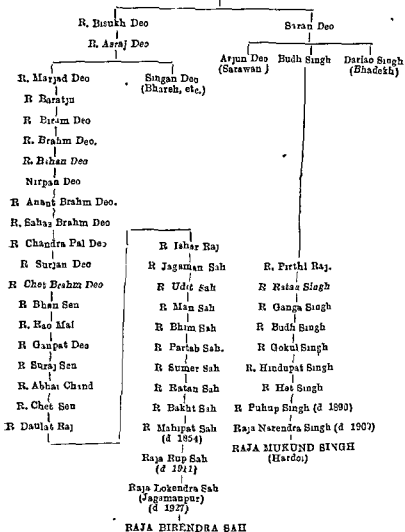 R. Bisukh Deo
Saran Deo
R. Asraj Deo
Arjun Deo
(Sarawan)
Budh Singh
Dariao Singh
(Bhadekh)
R. Marjad Deo
Singan Deo
(Bhareh, etc.)
R Baratju
R Biram Deo
R. Brahm Deo.
R. Bihan Deo
Nirpan Deo
R Anant Brahm Deo.
R. Sahas Brahm Deo
R Chandra Pal Deo
R Surjan Deo
R Chet Brahm Deo
R Bhan Sen
R. Rao Mal
R Ganpat Deo
R Suraj Sen
R. Abhai Chand
R. Chet Sen
R Daulat Raj
R Ishar Raj
R Jagaman Sah
R Udit Sah
R Man Sah
R Bhim Sah
R Partab Sah.
R Sumer Sah
R Ratan Sah
R Bakht Sah
R Mahipat Sah
(d 1854)
Raja Rup Sah
(d 1911)
Raja Lokendra Sah
(Jagamanpur)
(d 1927)
RAJA BIRENDRA SAH
R. Pirthi Raj.
R Ratan Singh
R Ganga Singh
R Budh Singh
R Gokul Singh
R. Hindupat Singh
R Het Singh
R Puhup Singh (d 1890)
Raja Narendra Singh (d 1907)
RAJA MUKUND SINGH
(Hardoi)